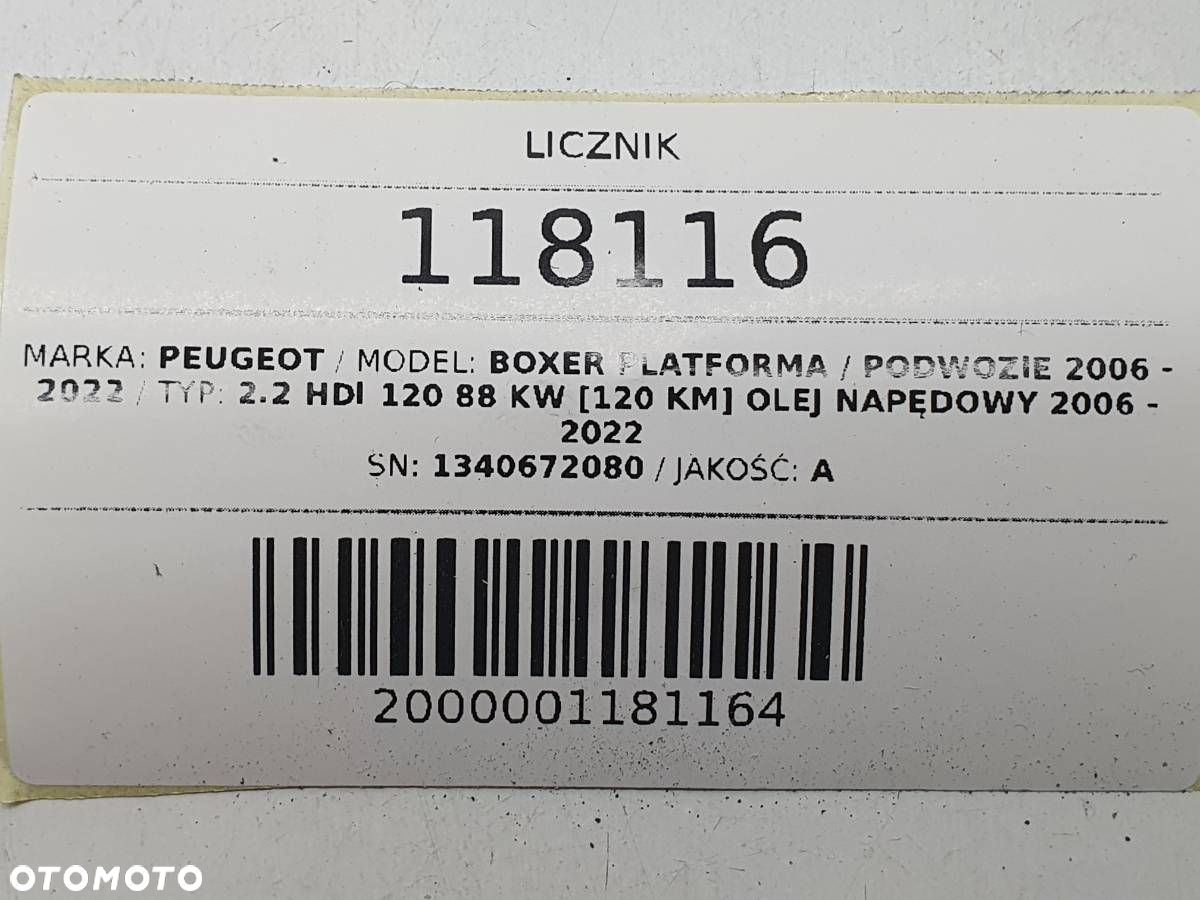 LICZNIK
118116
MARKA: PEUGEOT / MODEL: BOXER PLATFORMA / PODWOZIE 2006 -
2022 / TYP: 2.2 HDI 120 88 KW [120 KM] OLEJ NAPĘDOWY 2006 -
2022
SN: 1340672080 / JAKOŚĆ: A
2000001181164
OTOMOTO